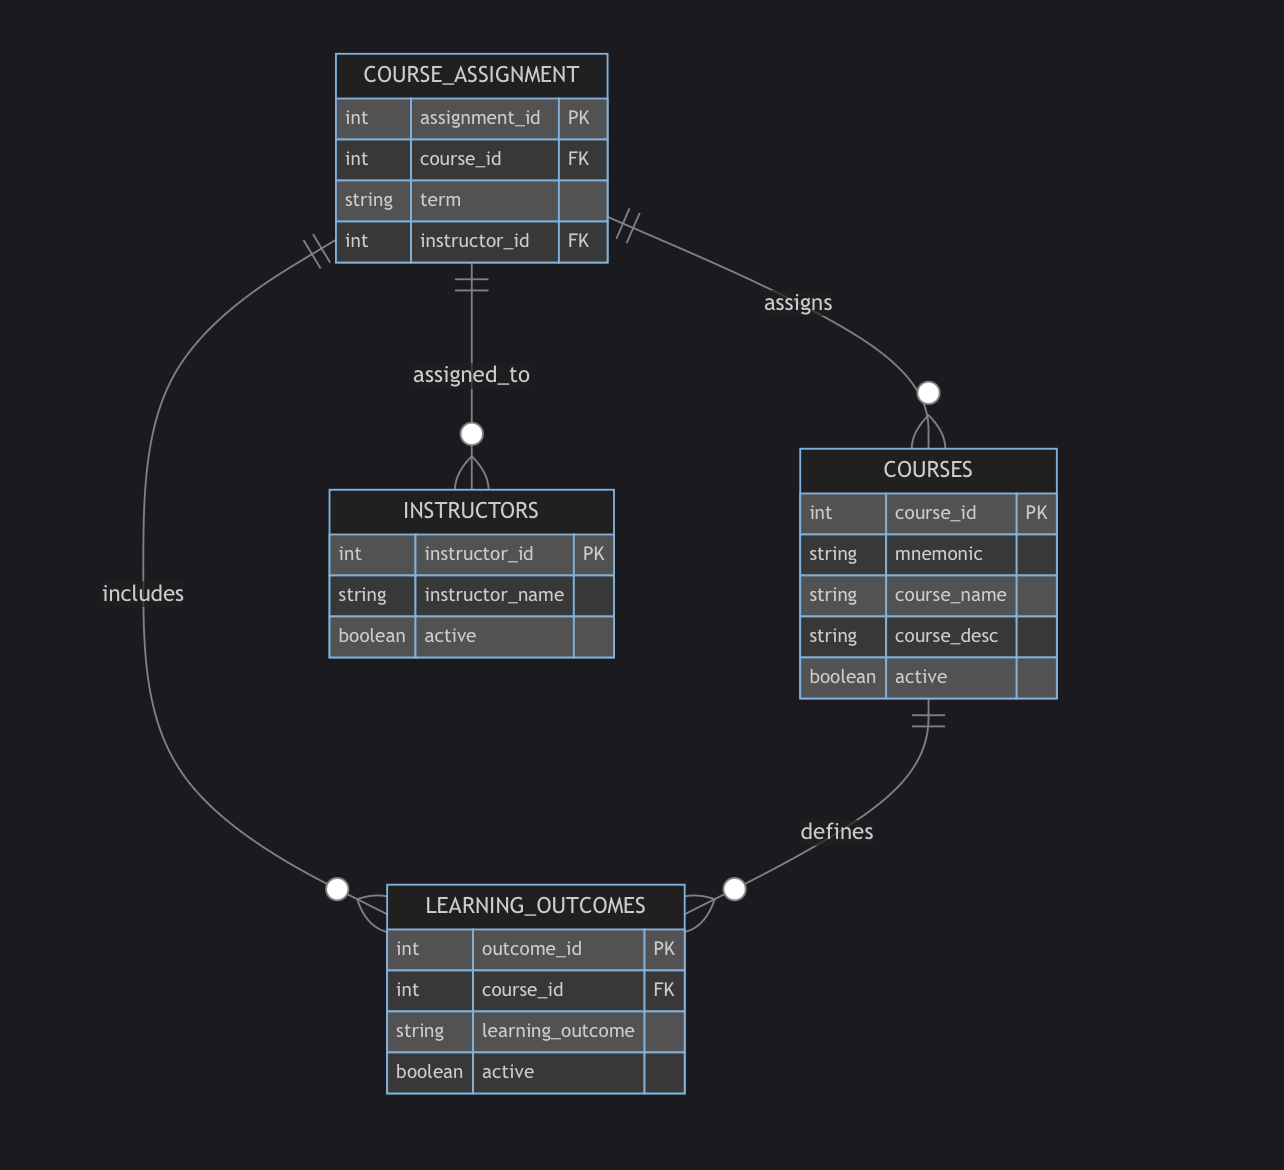 COURSE_ASSIGNMENT
int assignment_id PK
int course_id FK
string term
int instructor_id FK
assigns
assigned_to
COURSES
int course_id PK
string mnemonic
string course_name
string course_desc
boolean active
INSTRUCTORS
int instructor_id PK
string instructor_name
boolean active
includes
defines
LEARNING_OUTCOMES
int outcome_id PK
int course_id FK
string learning_outcome
boolean active